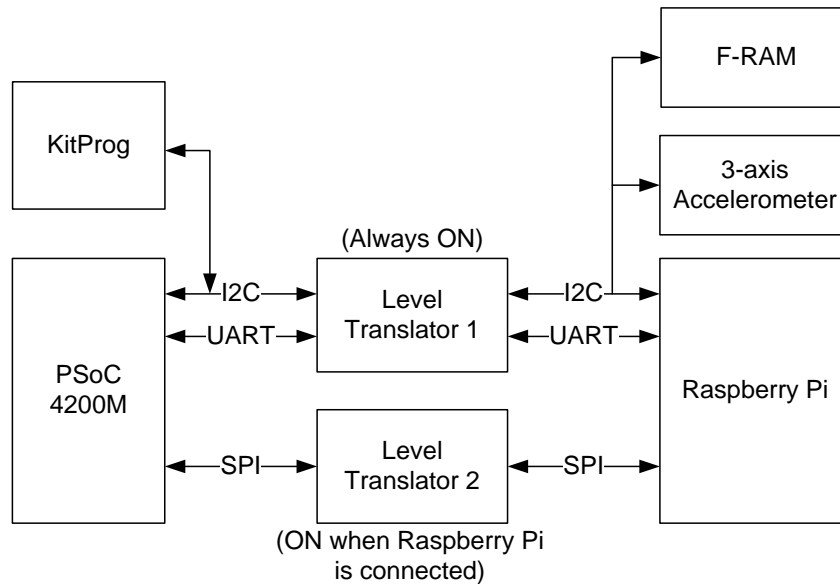 F-RAM
KitProg
3-axis
Accelerometer
(Always ON)
I2C
Level
Translator 1
I2C
UART
UART
PSoC
4200M
Raspberry Pi
SPI
Level
Translator 2
SPI
(ON when Raspberry Pi
is connected)